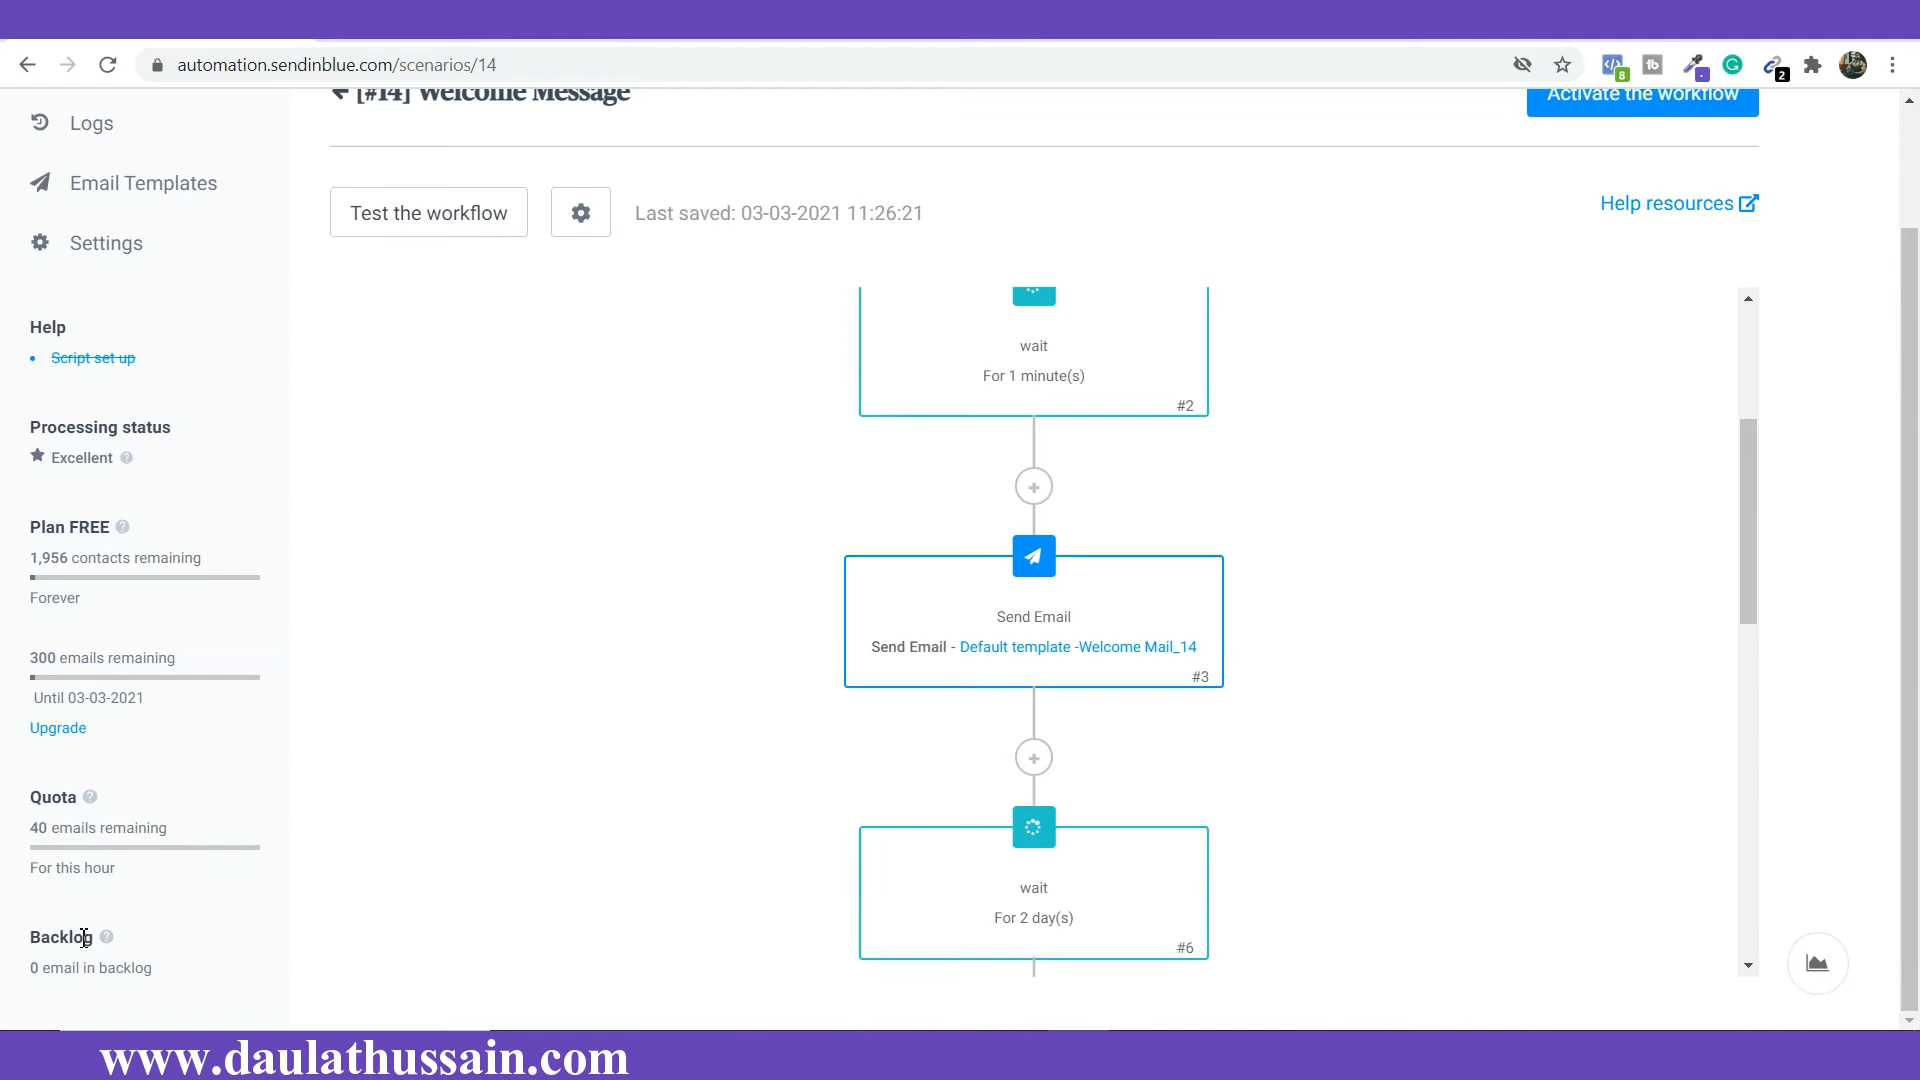 automation.sendinblue.com/scenarios/14
8
2
[#14] Welcome Message
Activate the workflow
Logs
Email Templates
Settings
Help
Script set up
Processing status
Excellent
Plan FREE
1,956 contacts remaining
Forever
300 emails remaining
Until 03-03-2021
Upgrade
Quota
40 emails remaining
For this hour
Backlog
0 email in backlog
Test the workflow
Last saved: 03-03-2021 11:26:21
Help resources
wait
For 1 minute(s)
#2
Send Email
Send Email - Default template -Welcome Mail_14
#3
wait
For 2 day(s)
#6
www.daulathussain.com